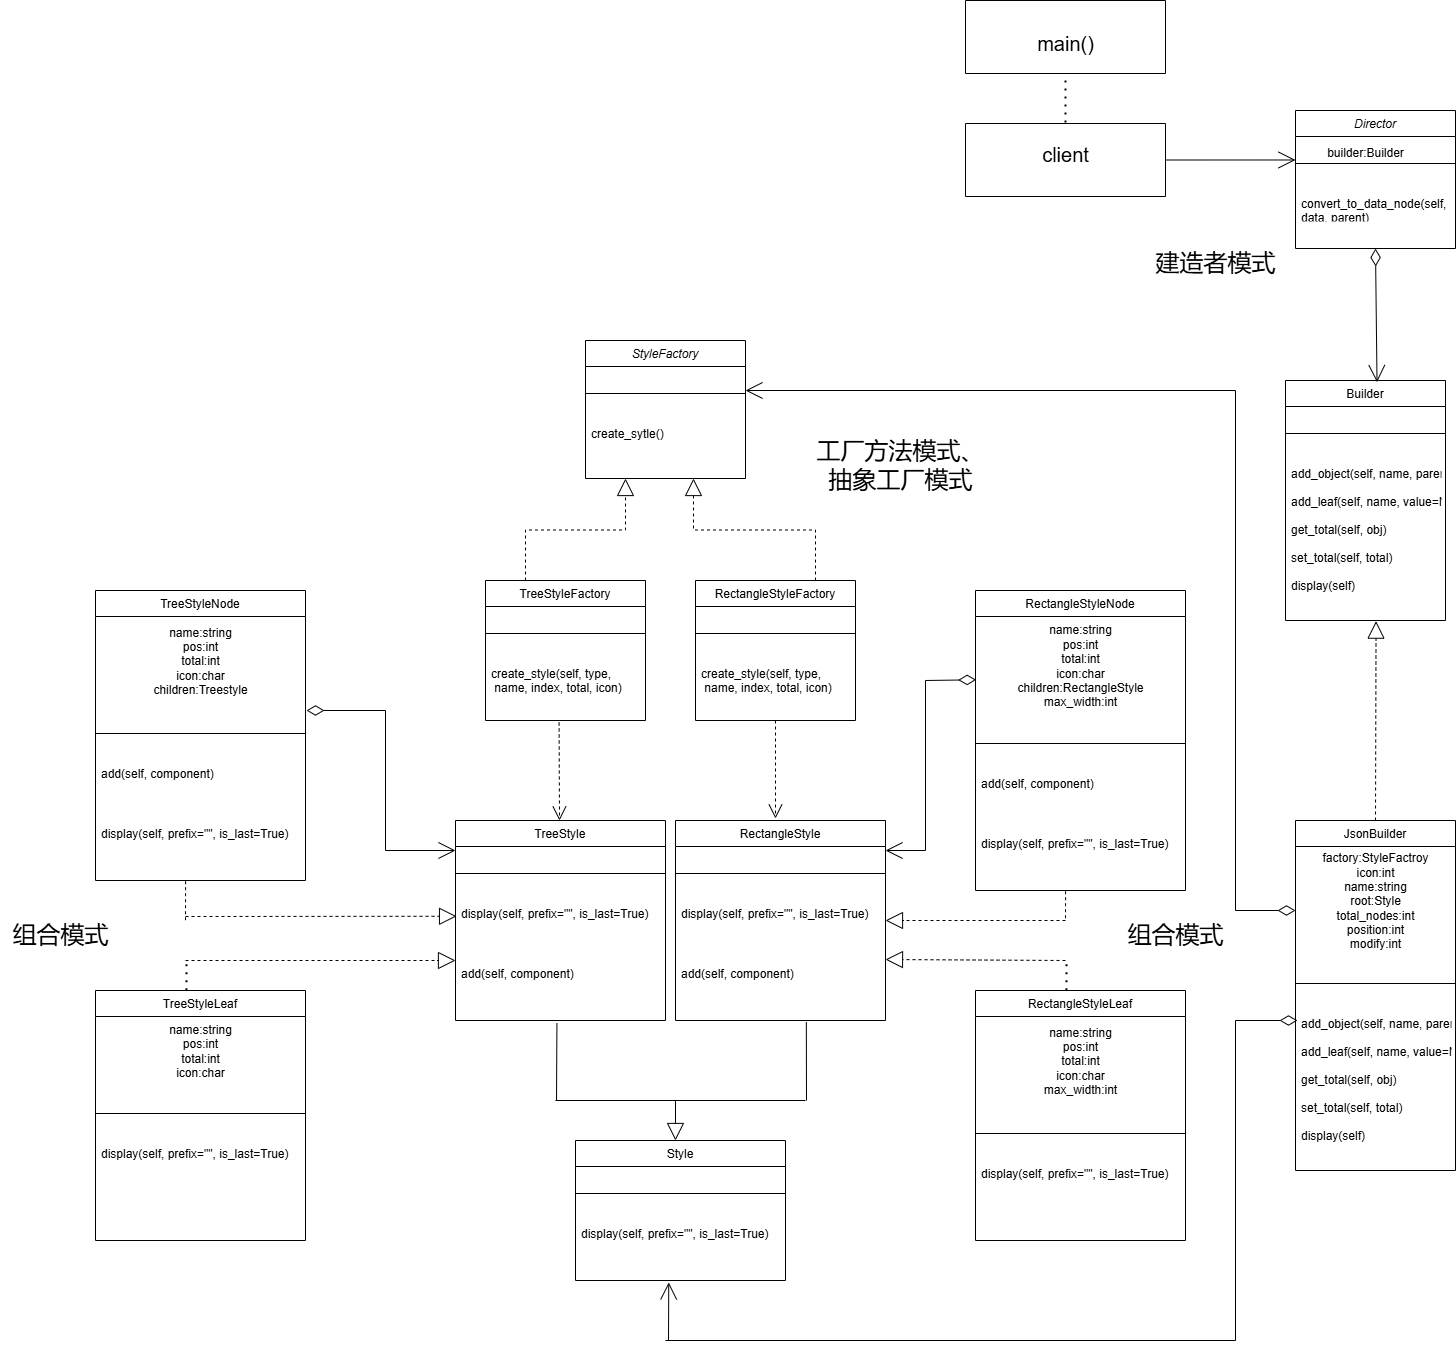 main()
client
Director
builder:Builder
convert_to_data_node(self,
data, parent)
建造者模式
StyleFactory
create_sytle()
工厂方法模式、
抽象工厂模式
Builder
add_object(self, name, pare
add_leaf(self, name, value=
get_total(self, obj)
set_total(self, total)
display(self)
TreeStyleNode
name:string
pos:int
total:int
icon:char
children:Treestyle
add(self, component)
display(self, prefix="", is_last=True)
TreeStyleFactory
create_style(self, type,
name, index, total, icon)
RectangleStyleFactory
create_style(self, type,
name, index, total, icon)
RectangleStyleNode
name:string
pos:int
total:int
icon:char
children:RectangleStyle
max_width:int
add(self, component)
display(self, prefix="", is_last=True)
TreeStyle
display(self, prefix="", is_last=True)
add(self, component)
RectangleStyle
display(self, prefix="", is_last=True)
add(self, component)
JsonBuilder
factory:StyleFactroy
icon:int
name:string
root:Style
total_nodes:int
position:int
modify:int
add_object(self, name, pare
add_leaf(self, name, value=
get_total(self, obj)
set_total(self, total)
display(self)
组合模式
组合模式
TreeStyleLeaf
name:string
pos:int
total:int
icon:char
display(self, prefix="", is_last=True)
RectangleStyleLeaf
name:string
pos:int
total:int
icon:char
max_width:int
display(self, prefix="", is_last=True)
Style
display(self, prefix="", is_last=True)